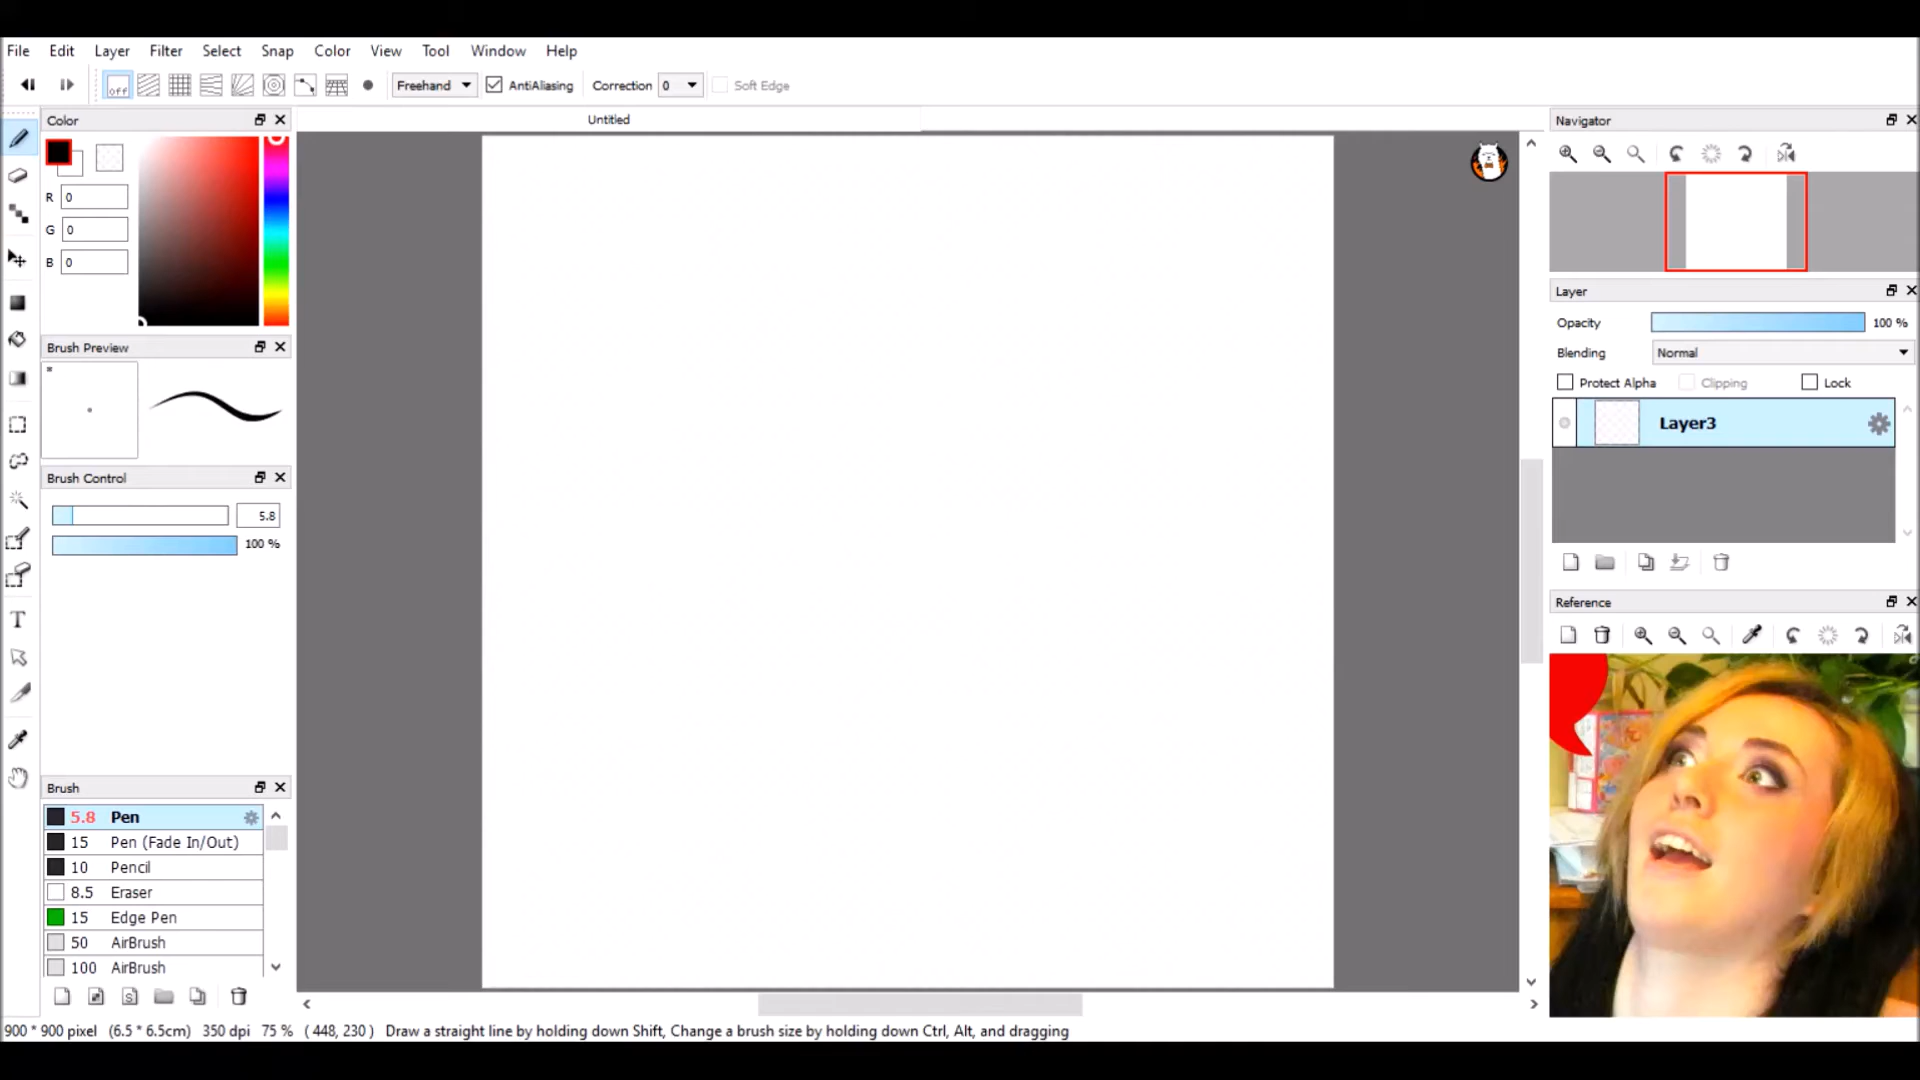 File Edit Layer Filter Select Snap Color View Tool Window Help
off Freehand AntiAliasing Correction 0 Soft Edge
Color
R 0
G 0
B 0
Brush Preview
Brush Control
5.8
100 %
Brush
5.8 Pen
15 Pen (Fade In/Out)
10 Pencil
8.5 Eraser
15 Edge Pen
50 AirBrush
100 AirBrush
Untitled
Navigator
Layer
Opacity 100 %
Blending Normal
Protect Alpha Clipping Lock
Layer3
Reference
T
S
900 * 900 pixel (6.5 * 6.5cm) 350 dpi 75 % ( 448, 230 ) Draw a straight line by holding down Shift, Change a brush size by holding down Ctrl, Alt, and dragging